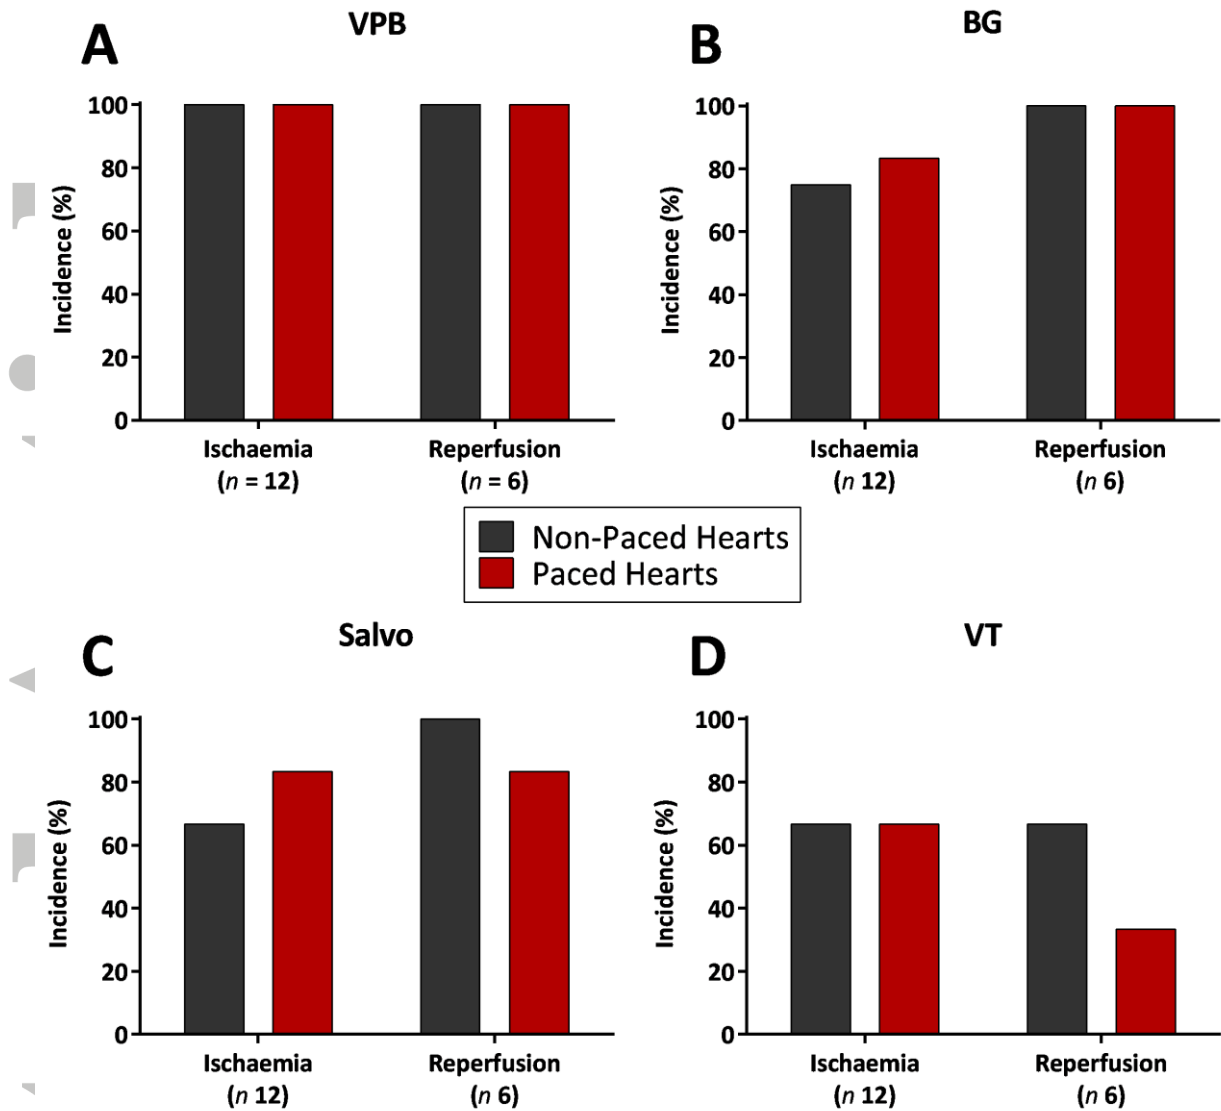 A
VPB
100
80
60
40
20
0
Incidence (%)
Ischaemia
(n = 12)
Reperfusion
(n = 6)
B
BG
100
80
60
40
20
0
Incidence (%)
Ischaemia
(n 12)
Reperfusion
(n 6)
Non-Paced Hearts
Paced Hearts
C
Salvo
100
80
60
40
20
0
Incidence (%)
Ischaemia
(n 12)
Reperfusion
(n 6)
D
VT
100
80
60
40
20
0
Incidence (%)
Ischaemia
(n 12)
Reperfusion
(n 6)